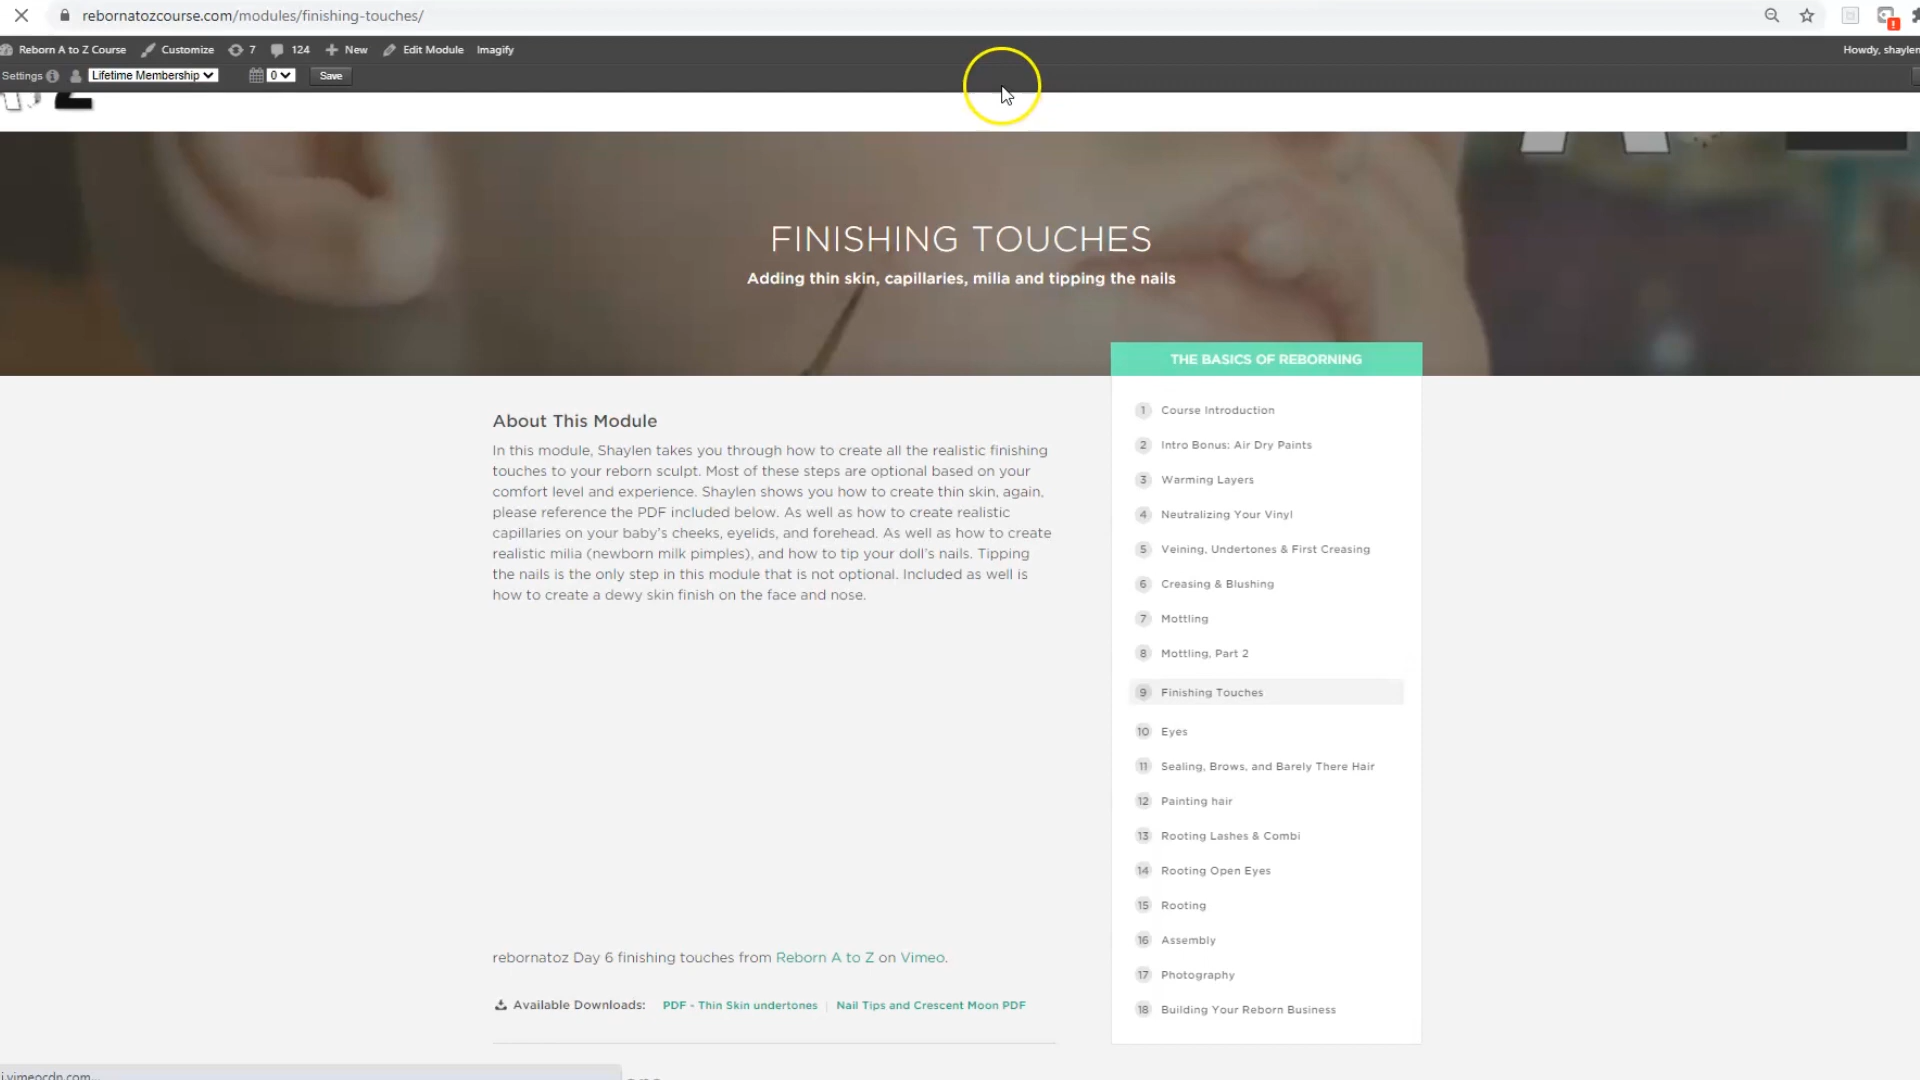 rebornatozcourse.com/modules/finishing-touches/
Reborn A to Z Course Customize 7 124 New Edit Module Imagify Howdy, shaylen
Settings Lifetime Membership 0 Save
Z
FINISHING TOUCHES
Adding thin skin, capillaries, milia and tipping the nails
THE BASICS OF REBORNING
About This Module
In this module, Shaylen takes you through how to create all the realistic finishing
touches to your reborn sculpt. Most of these steps are optional based on your
comfort level and experience. Shaylen shows you how to create thin skin, again,
please reference the PDF included below. As well as how to create realistic
capillaries on your baby's cheeks, eyelids, and forehead. As well as how to create
realistic milia (newborn milk pimples), and how to tip your doll's nails. Tipping
the nails is the only step in this module that is not optional. Included as well is
how to create a dewy skin finish on the face and nose.
rebornatoz Day 6 finishing touches from Reborn A to Z on Vimeo.
Available Downloads: PDF - Thin Skin undertones | Nail Tips and Crescent Moon PDF
1 Course Introduction
2 Intro Bonus: Air Dry Paints
3 Warming Layers
4 Neutralizing Your Vinyl
5 Veining, Undertones & First Creasing
6 Creasing & Blushing
7 Mottling
8 Mottling, Part 2
9 Finishing Touches
10 Eyes
11 Sealing, Brows, and Barely There Hair
12 Painting hair
13 Rooting Lashes & Combi
14 Rooting Open Eyes
15 Rooting
16 Assembly
17 Photography
18 Building Your Reborn Business
i.vimeocdn.com...